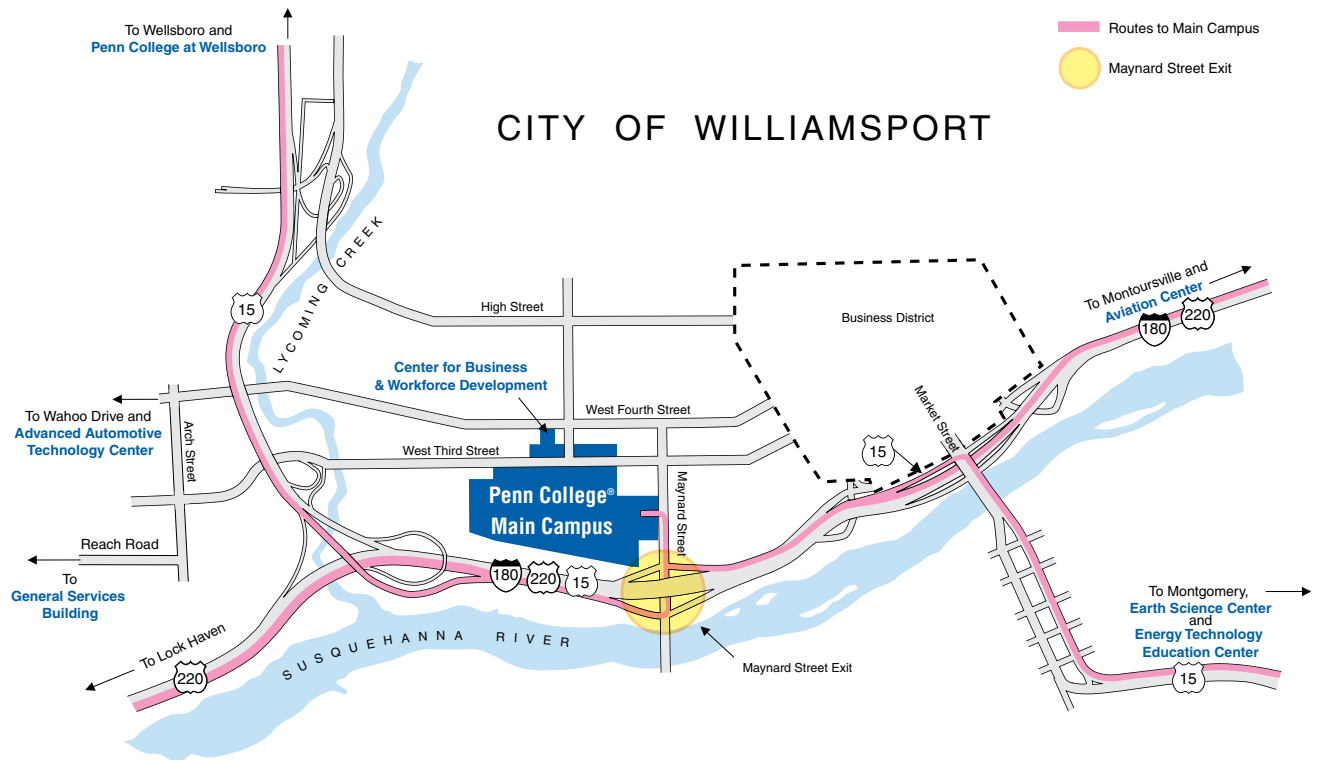 To Wellsboro and
Penn College at Wellsboro
Routes to Main Campus
Maynard Street Exit
CITY OF WILLIAMSPORT
LYCOMING CREEK
15
High Street
Business District
To Montoursville and
Aviation Center
180
220
Center for Business
& Workforce Development
To Wahoo Drive and
Advanced Automotive
Technology Center
Arch Street
West Fourth Street
West Third Street
Market Street
15
Penn College®
Main Campus
Maynard Street
Reach Road
To
General Services
Building
180
220
15
To Montgomery,
Earth Science Center
and
Energy Technology
Education Center
15
To Lock Haven
220
SUSQUEHANNA RIVER
Maynard Street Exit